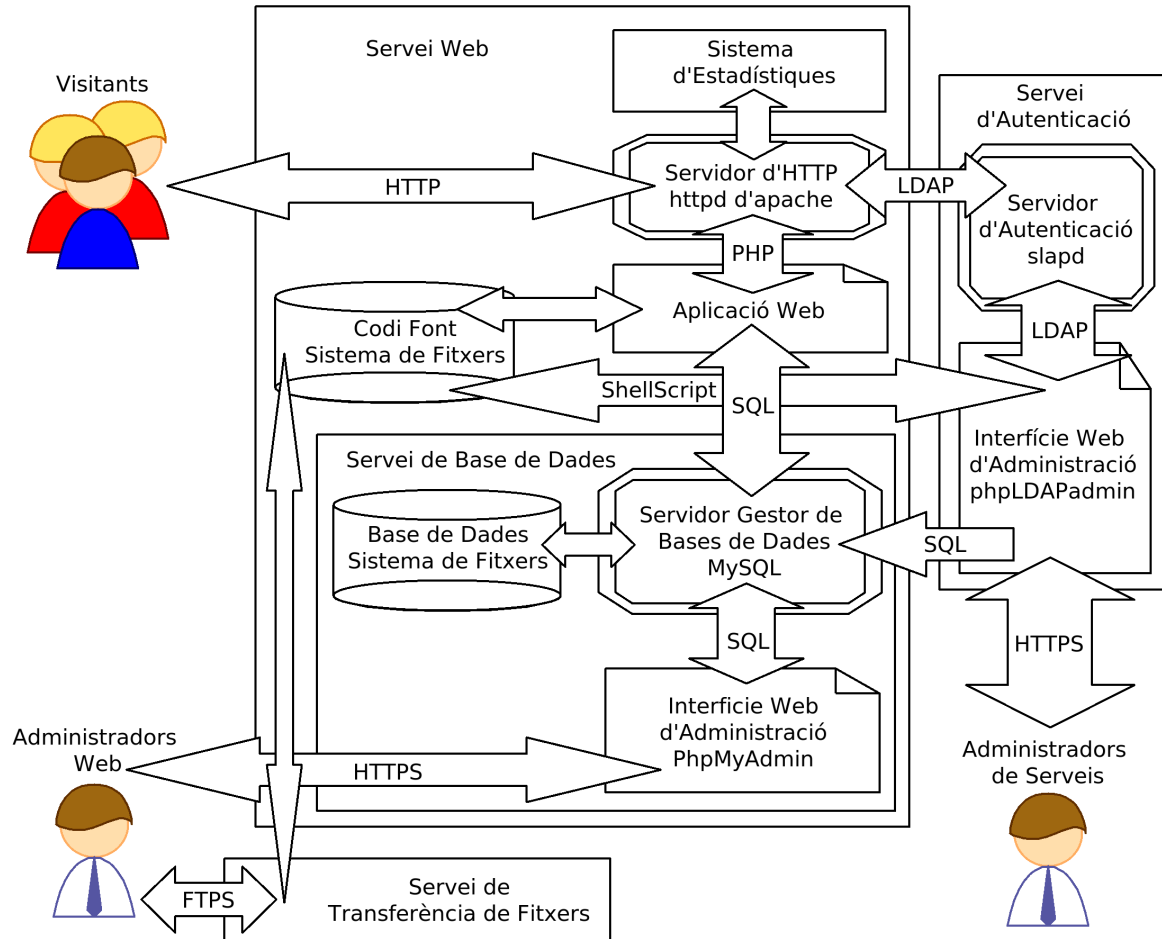 Servei Web
Sistema
d'Estadístiques
Visitants
Servei
d'Autenticació
HTTP
Servidor d'HTTP
httpd d'apache
LDAP
Servidor
d'Autenticació
slapd
PHP
Codi Font
Sistema de Fitxers
Aplicació Web
LDAP
ShellScript
SQL
Interfície Web
d'Administració
phpLDAPadmin
Servei de Base de Dades
Base de Dades
Sistema de Fitxers
Servidor Gestor de
Bases de Dades
MySQL
SQL
SQL
HTTPS
Interficie Web
d'Administració
PhpMyAdmin
Administradors
Web
HTTPS
Administradors
de Serveis
FTPS
Servei de
Transferència de Fitxers